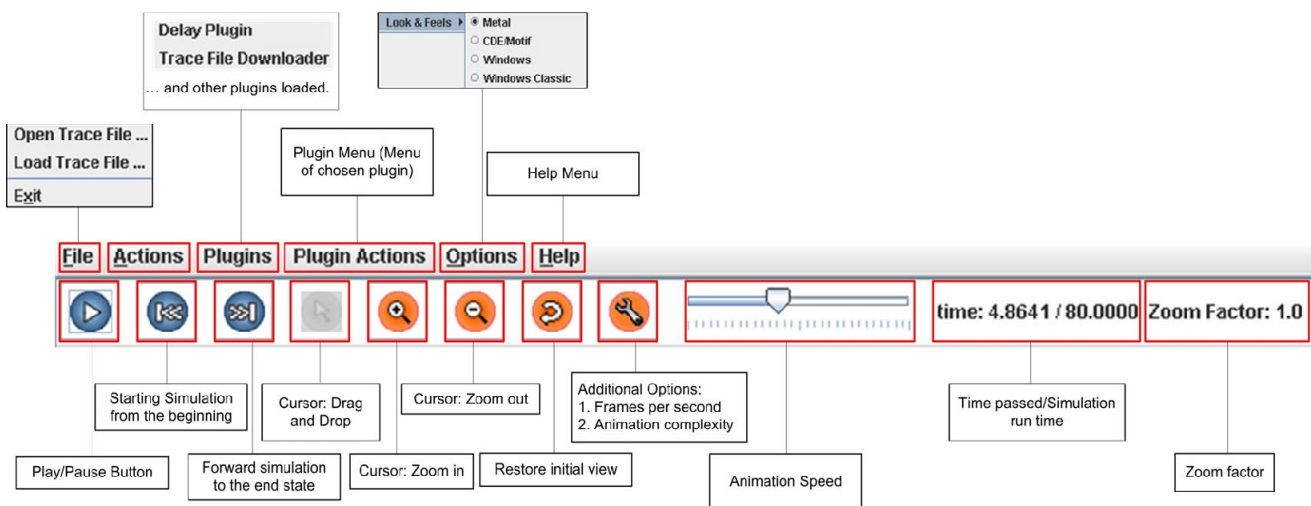 Delay Plugin
Trace File Downloader
... and other plugins loaded.
Look & Feels
Metal
CDE/Motif
Windows
Windows Classic
Open Trace File ...
Load Trace File ...
Exit
Plugin Menu (Menu
of chosen plugin)
Help Menu
File Actions Plugins Plugin Actions Options Help
time: 4.8641 / 80.0000 Zoom Factor: 1.0
Starting Simulation
from the beginning
Cursor: Drag
and Drop
Cursor: Zoom out
Additional Options:
1. Frames per second
2. Animation complexity
Time passed/Simulation
run time
Play/Pause Button
Forward simulation
to the end state
Cursor: Zoom in
Restore initial view
Animation Speed
Zoom factor